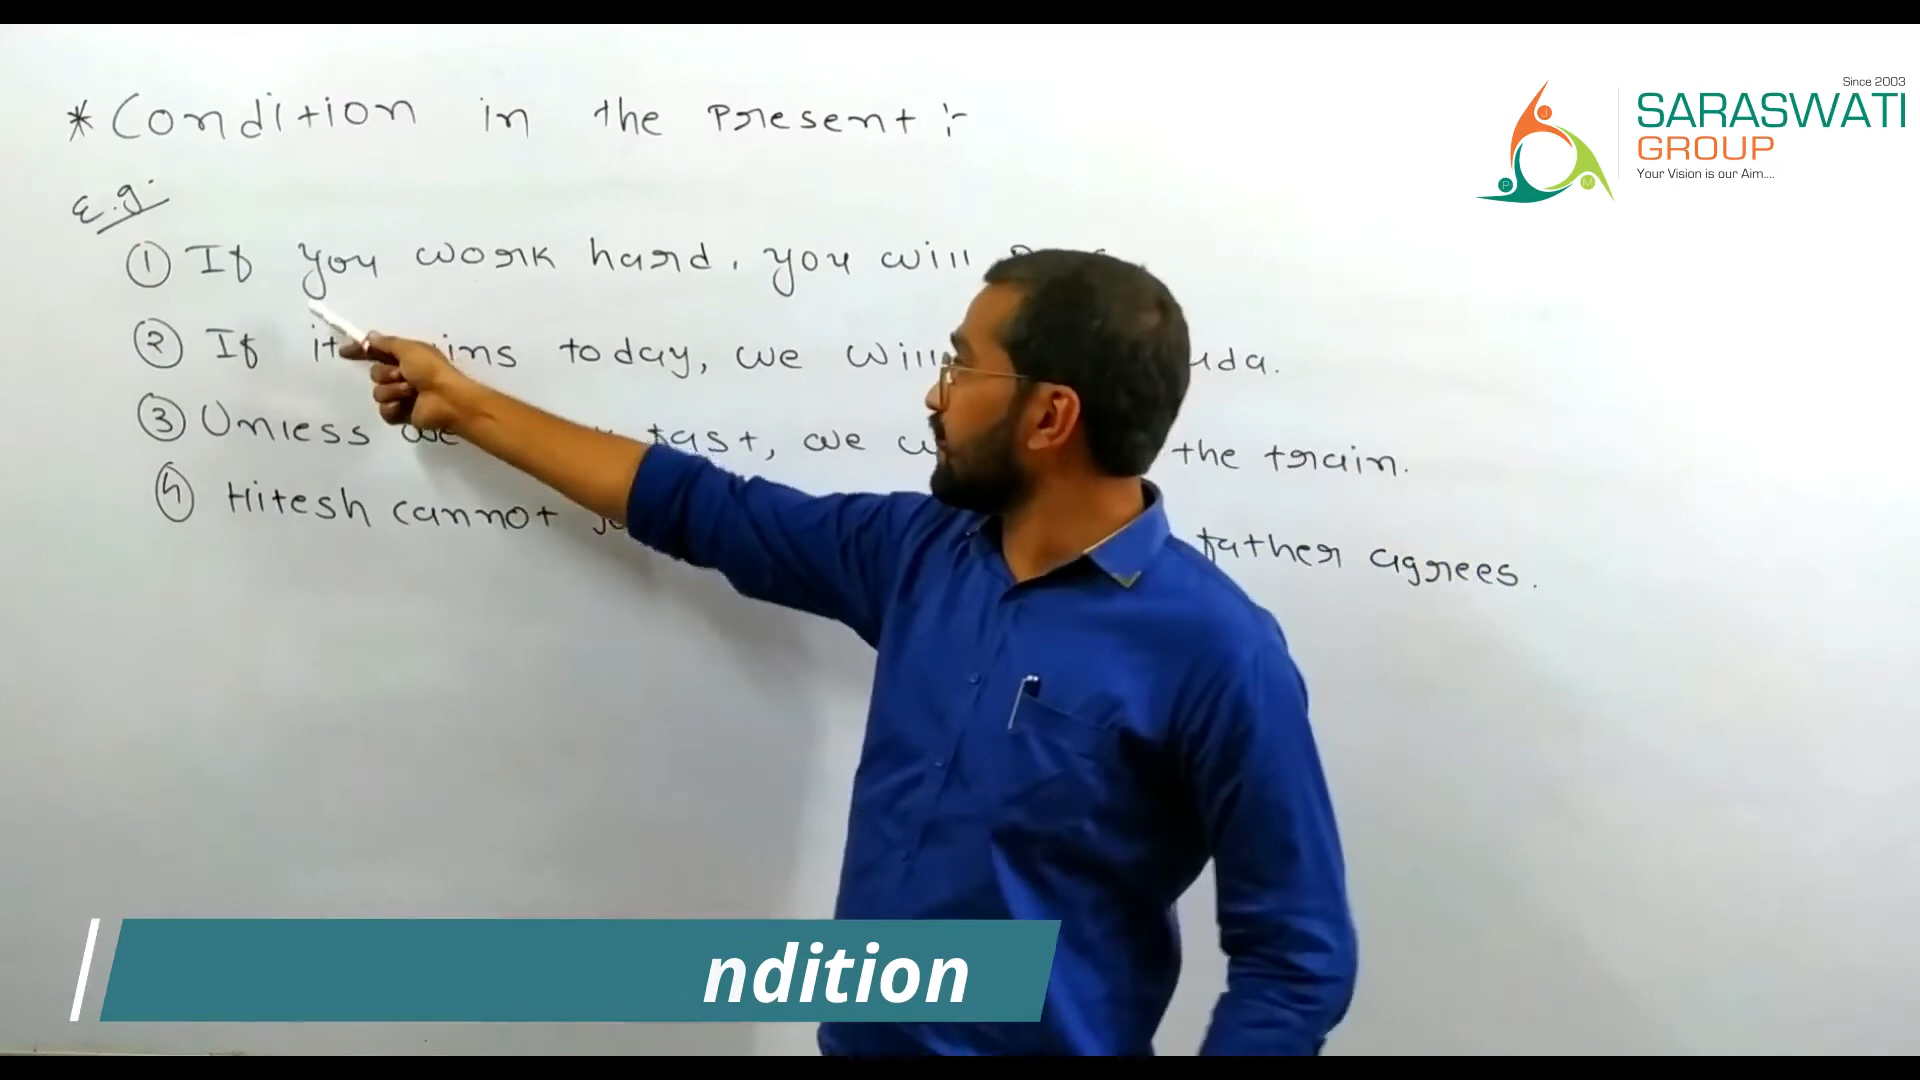 * Condition in the Present :-
E.g.
① If you work hard, you will
② If it today, we will
③ Unless we fast, we the train.
④ Hitesh cannot father agrees.
Since 2003
SARASWATI
GROUP
Your Vision is our Aim....
J
P
M
ndition